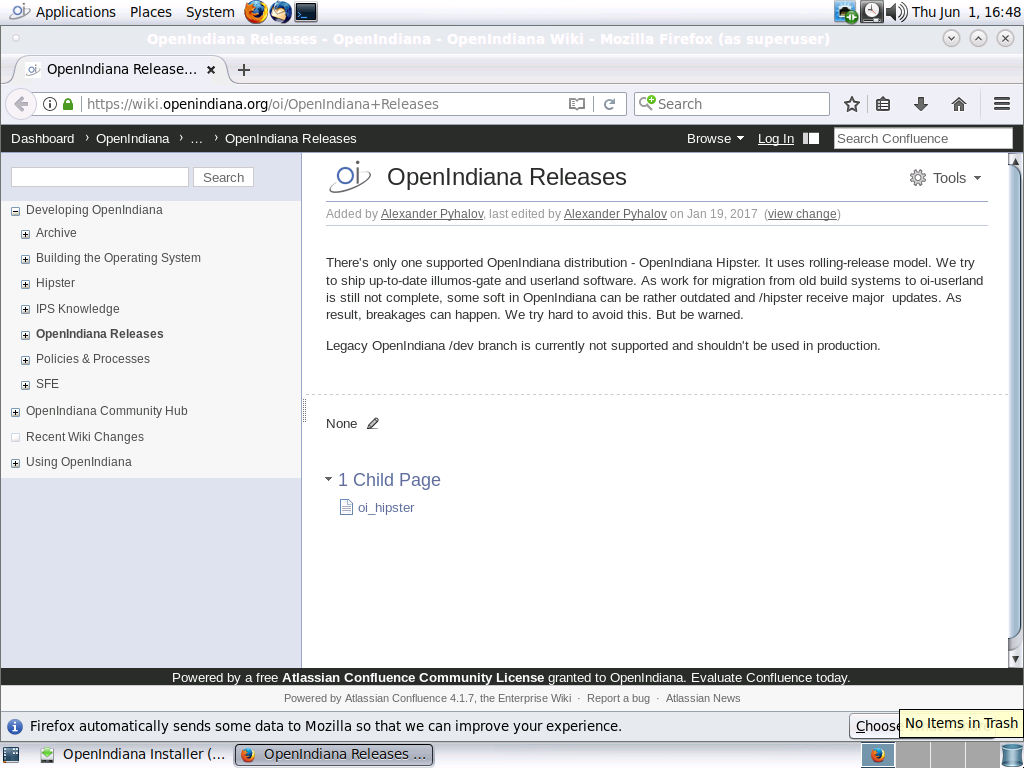 Applications Places System Thu Jun 1, 16:48
OpenIndiana Releases - OpenIndiana - OpenIndiana Wiki - Mozilla Firefox (as superuser)
oi OpenIndiana Release...
https://wiki.openindiana.org/oi/OpenIndiana+Releases Search
Dashboard › OpenIndiana › ... › OpenIndiana Releases Browse Log In Search Confluence
Search
Developing OpenIndiana
Archive
Building the Operating System
Hipster
IPS Knowledge
OpenIndiana Releases
Policies & Processes
SFE
OpenIndiana Community Hub
Recent Wiki Changes
Using OpenIndiana
oi OpenIndiana Releases Tools
Added by Alexander Pyhalov, last edited by Alexander Pyhalov on Jan 19, 2017 (view change)
There's only one supported OpenIndiana distribution - OpenIndiana Hipster. It uses rolling-release model. We try
to ship up-to-date illumos-gate and userland software. As work for migration from old build systems to oi-userland
is still not complete, some soft in OpenIndiana can be rather outdated and /hipster receive major updates. As
result, breakages can happen. We try hard to avoid this. But be warned.
Legacy OpenIndiana /dev branch is currently not supported and shouldn't be used in production.
None
1 Child Page
oi_hipster
Powered by a free Atlassian Confluence Community License granted to OpenIndiana. Evaluate Confluence today.
Powered by Atlassian Confluence 4.1.7, the Enterprise Wiki · Report a bug · Atlassian News
Firefox automatically sends some data to Mozilla so that we can improve your experience. Choose
No Items in Trash
OpenIndiana Installer (... OpenIndiana Releases ...